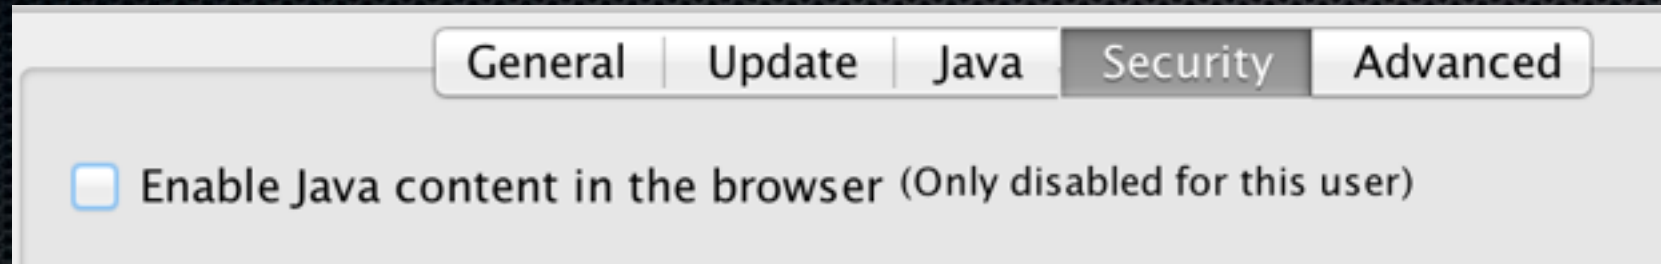 General Update Java Security Advanced
Enable Java content in the browser (Only disabled for this user)